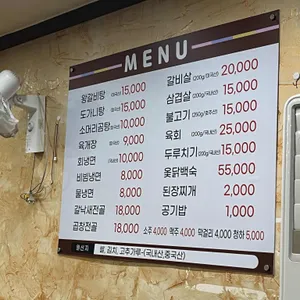 MENU
왕갈비탕 15,000
도가니탕 15,000
소머리곰탕 10,000
육개장 9,000
회냉면 10,000
비빔냉면 8,000
물냉면 8,000
갈낙새전골 18,000
곱창전골 18,000
갈비살 20,000
삼겹살 15,000
불고기 15,000
육회 25,000
두루치기 15,000
옻닭백숙 55,000
된장찌개 2,000
공기밥 1,000
소주 4,000 맥주 4,000 막걸리 4,000 청하 5,000
원산지 쌀, 김치, 고추가루-(국내산,중국산)